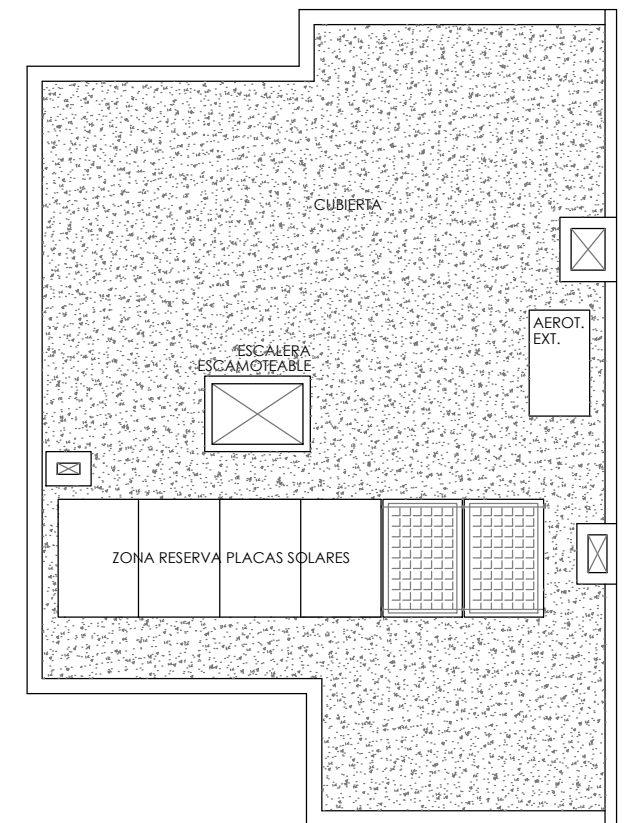 CUBIERTA
AEROT.
EXT.
ESCALERA
ESCAMOTEABLE
ZONA RESERVA PLACAS SOLARES